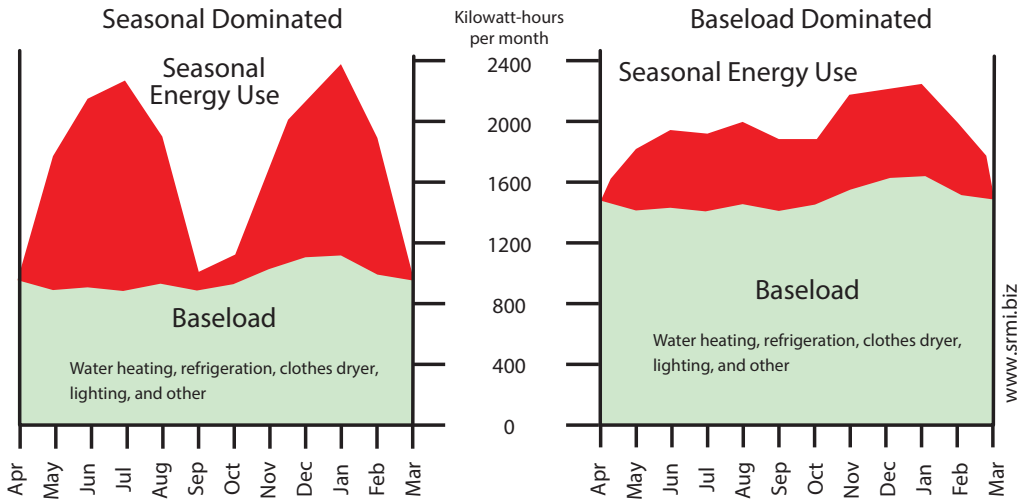 Seasonal Dominated
Kilowatt-hours
per month
Baseload Dominated
Seasonal
Energy Use
Seasonal Energy Use
2400
2000
1600
1200
800
400
0
Baseload
Water heating, refrigeration, clothes dryer,
lighting, and other
Baseload
Water heating, refrigeration, clothes dryer,
lighting, and other
www.srmi.biz
Apr May Jun Jul Aug Sep Oct Nov Dec Jan Feb Mar
Apr May Jun Jul Aug Sep Oct Nov Dec Jan Feb Mar